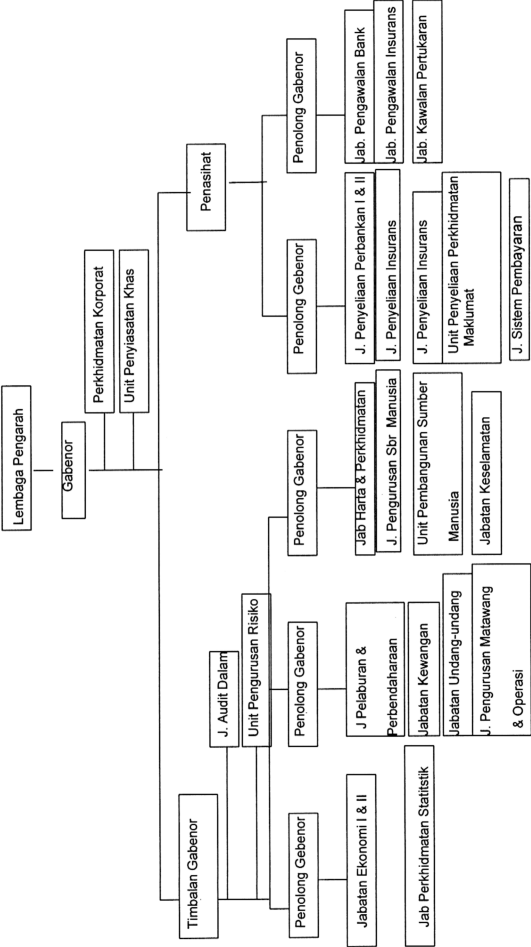 Lembaga Pengarah
Gabenor
Perkhidmatan Korporat
Unit Penyiasatan Khas
Timbalan Gabenor
Penasihat
J. Audit Dalam
Unit Pengurusan Risiko
Penolong Gebenor
Penolong Gabenor
Penolong Gabenor
Penolong Gebenor
Penolong Gabenor
Jabatan Ekonomi I & II
Jab Perkhidmatan Statitstik
J Pelaburan &
Perbendaharaan
Jabatan Kewangan
Jabatan Undang-undang
J. Pengurusan Matawang
& Operasi
Jab Harta & Perkhidmatan
J. Pengurusan Sbr Manusia
Unit Pembangunan Sumber
Manusia
Jabatan Keselamatan
J. Penyeliaan Perbankan I & II
J. Penyeliaan Insurans
J. Penyeliaan Insurans
Unit Penyeliaan Perkhidmatan
Maklumat
J. Sistem Pembayaran
Jab. Pengawalan Bank
Jab. Pengawalan Insurans
Jab. Kawalan Pertukaran